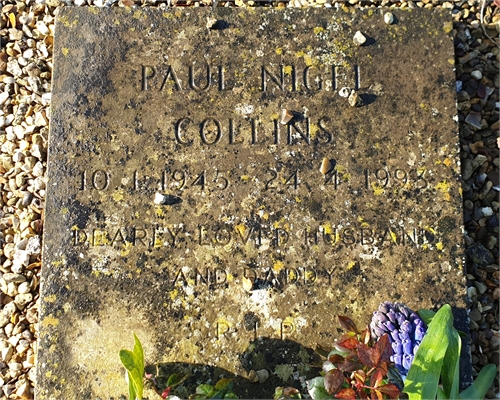 PAUL NIGEL
COLLINS
10.1.1945 24.4.1993
DEARLY LOVED HUSBAND
AND DADDY
R.I.P.